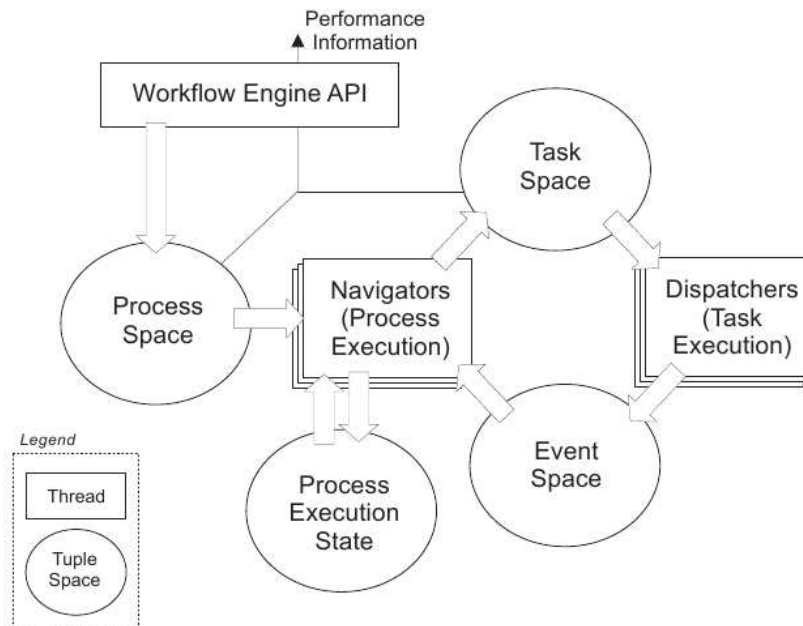 Performance
Information
Workflow Engine API
Task
Space
Process
Space
Navigators
(Process
Execution)
Dispatchers
(Task
Execution)
Event
Space
Process
Execution
State
Legend
Thread
Tuple
Space